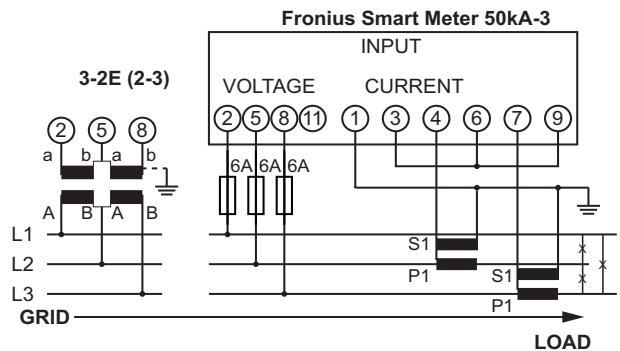 Fronius Smart Meter 50kA-3
INPUT
3-2E (2-3)
VOLTAGE CURRENT
2 5 8 2 5 8 11 1 3 4 6 7 9
a b a b
6A 6A 6A
A B A B
L1 S1
L2 P1 S1
L3 P1
GRID
LOAD